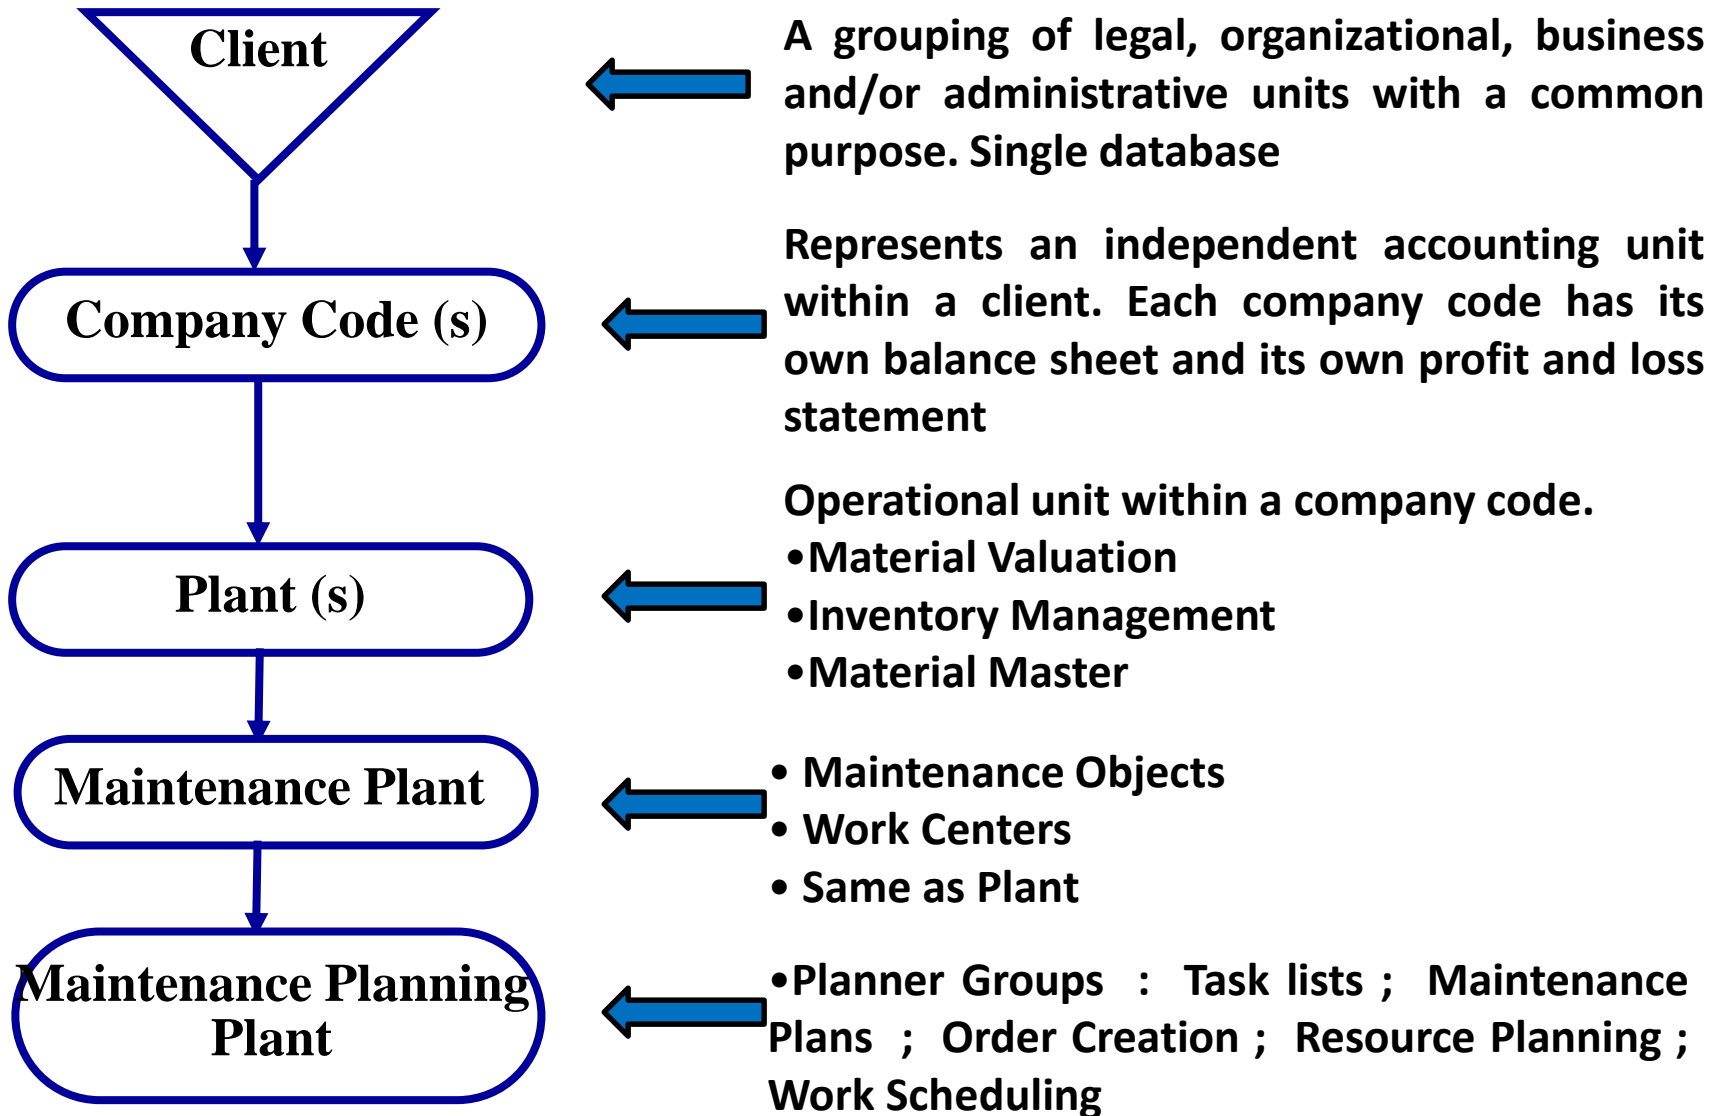 Client
A grouping of legal, organizational, business
and/or administrative units with a common
purpose. Single database
Company Code (s)
Represents an independent accounting unit
within a client. Each company code has its
own balance sheet and its own profit and loss
statement
Plant (s)
Operational unit within a company code.
•Material Valuation
•Inventory Management
•Material Master
Maintenance Plant
• Maintenance Objects
• Work Centers
• Same as Plant
Maintenance Planning
Plant
•Planner Groups : Task lists ; Maintenance
Plans ; Order Creation ; Resource Planning ;
Work Scheduling